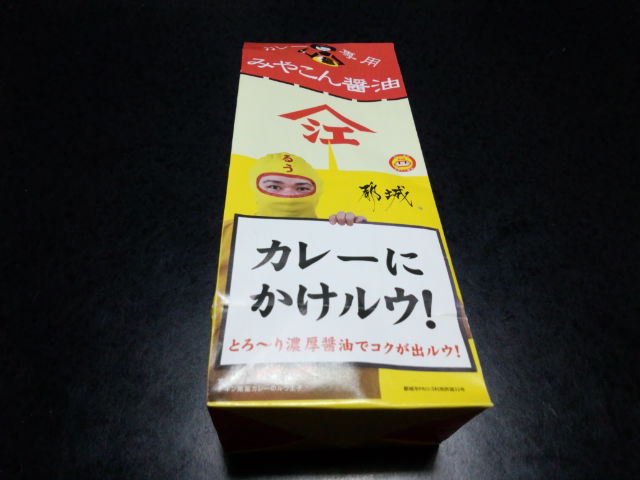 カレー専用
みやこん醤油
江
るう
都城
カレーに
かけルウ!
とろ〜り濃厚醤油でコクが出ルウ!